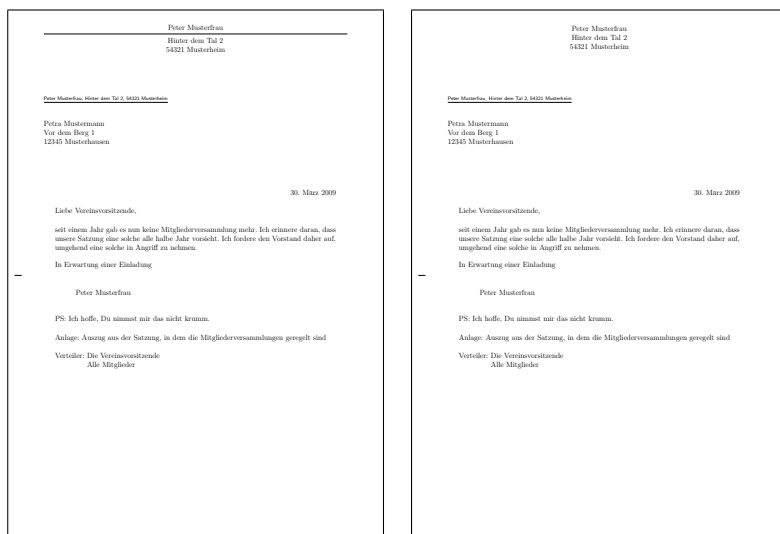 Peter Musterfrau
Hinter dem Tal 2
54321 Musterheim
Peter Musterfrau, Hinter dem Tal 2, 54321 Musterheim
Petra Mustermann
Vor dem Berg 1
12345 Musterhausen
30. März 2009
Liebe Vereinsvorsitzende,
seit einem Jahr gab es nun keine Mitgliederversammlung mehr. Ich erinnere daran, dass
unsere Satzung eine solche alle halbe Jahr vorsieht. Ich fordere den Vorstand daher auf,
umgehend eine solche in Angriff zu nehmen.
In Erwartung einer Einladung
Peter Musterfrau
PS: Ich hoffe, Du nimmst mir das nicht krumm.
Anlage: Auszug aus der Satzung, in dem die Mitgliederversammlungen geregelt sind
Verteiler: Die Vereinsvorsitzende
Alle Mitglieder
Peter Musterfrau
Hinter dem Tal 2
54321 Musterheim
Peter Musterfrau, Hinter dem Tal 2, 54321 Musterheim
Petra Mustermann
Vor dem Berg 1
12345 Musterhausen
30. März 2009
Liebe Vereinsvorsitzende,
seit einem Jahr gab es nun keine Mitgliederversammlung mehr. Ich erinnere daran, dass
unsere Satzung eine solche alle halbe Jahr vorsieht. Ich fordere den Vorstand daher auf,
umgehend eine solche in Angriff zu nehmen.
In Erwartung einer Einladung
Peter Musterfrau
PS: Ich hoffe, Du nimmst mir das nicht krumm.
Anlage: Auszug aus der Satzung, in dem die Mitgliederversammlungen geregelt sind
Verteiler: Die Vereinsvorsitzende
Alle Mitglieder